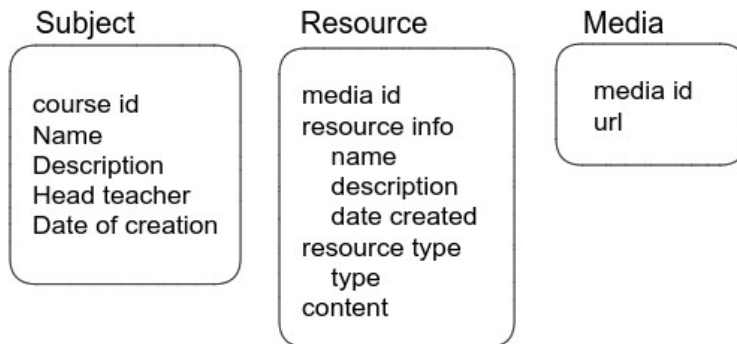 Subject
course id
Name
Description
Head teacher
Date of creation
Resource
media id
resource info
name
description
date created
resource type
type
content
Media
media id
url